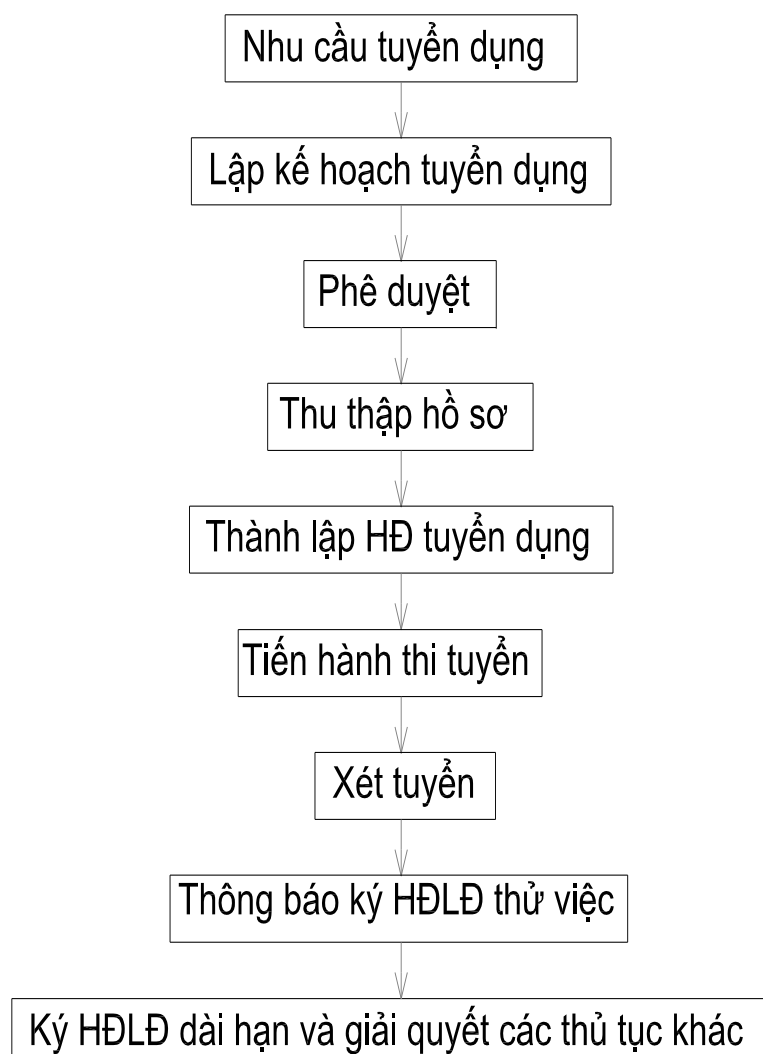 Nhu cầu tuyển dụng
Lập kế hoạch tuyển dụng
Phê duyệt
Thu thập hồ sơ
Thành lập HĐ tuyển dụng
Tiến hành thi tuyển
Xét tuyển
Thông báo ký HĐLĐ thử việc
Ký HĐLĐ dài hạn và giải quyết các thủ tục khác